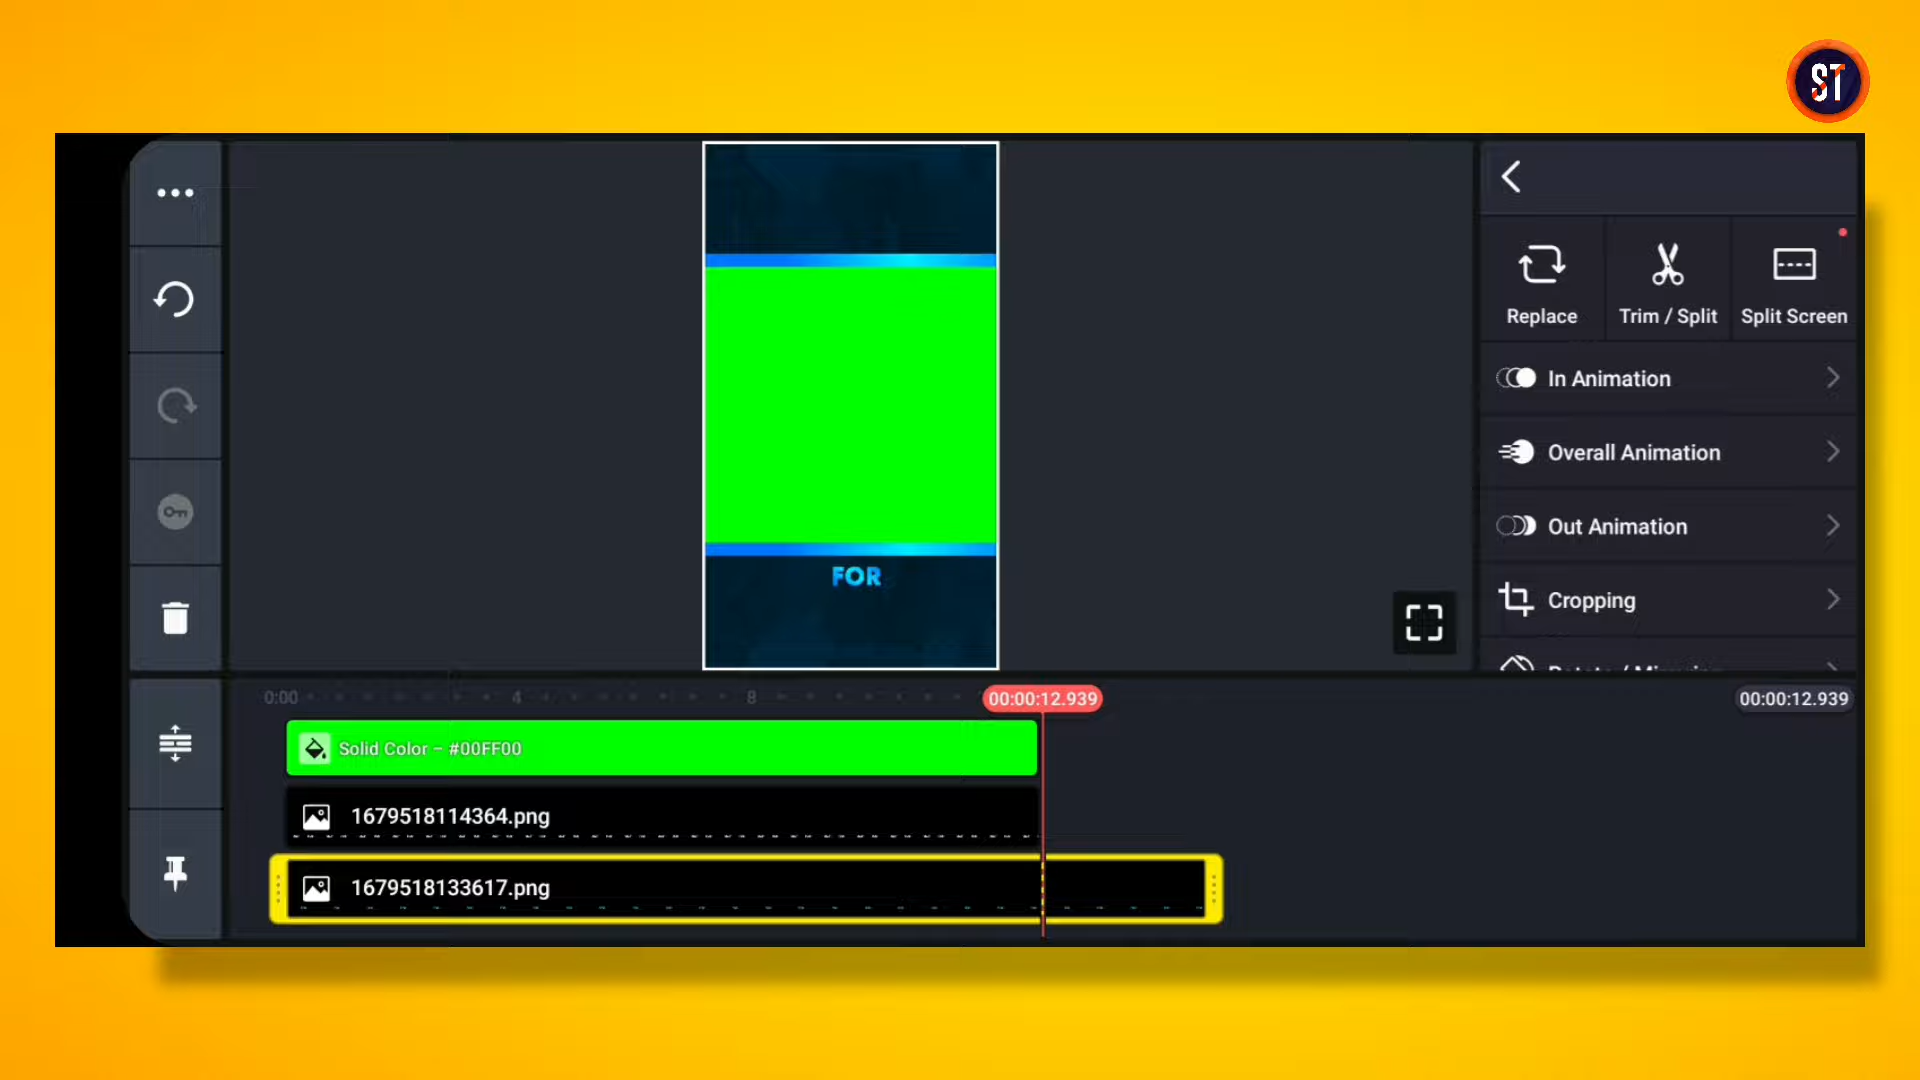 ST
Replace
Trim / Split
Split Screen
In Animation
Overall Animation
Out Animation
Cropping
FOR
0:00
4
8
00:00:12.939
00:00:12.939
Solid Color – #00FF00
1679518114364.png
1679518133617.png